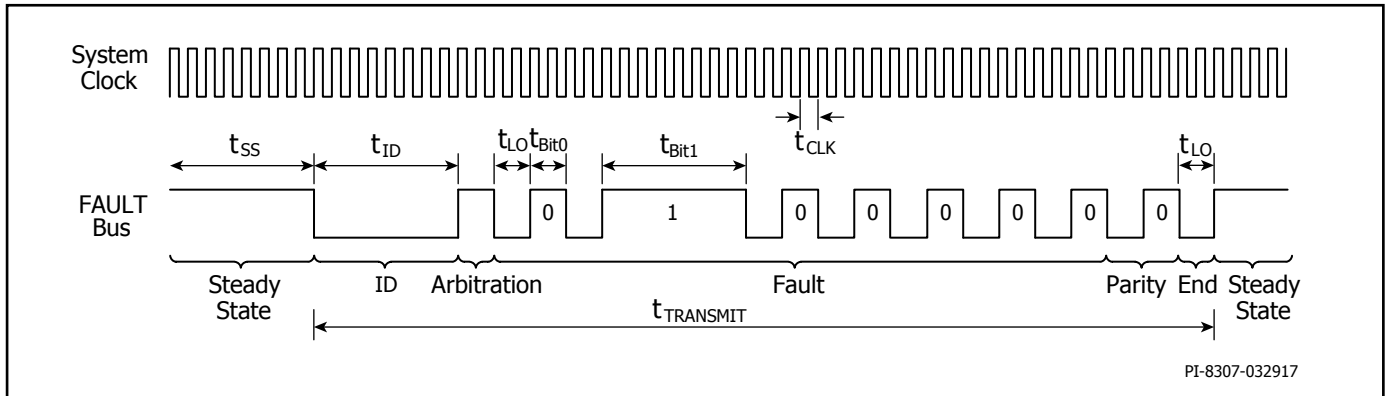 System
Clock
tSS
tID
tLO
tBit0
tBit1
tCLK
tLO
FAULT
Bus
0
1
0
0
0
0
0
0
Steady
State
ID
Arbitration
Fault
Parity
End
Steady
State
tTRANSMIT
PI-8307-032917